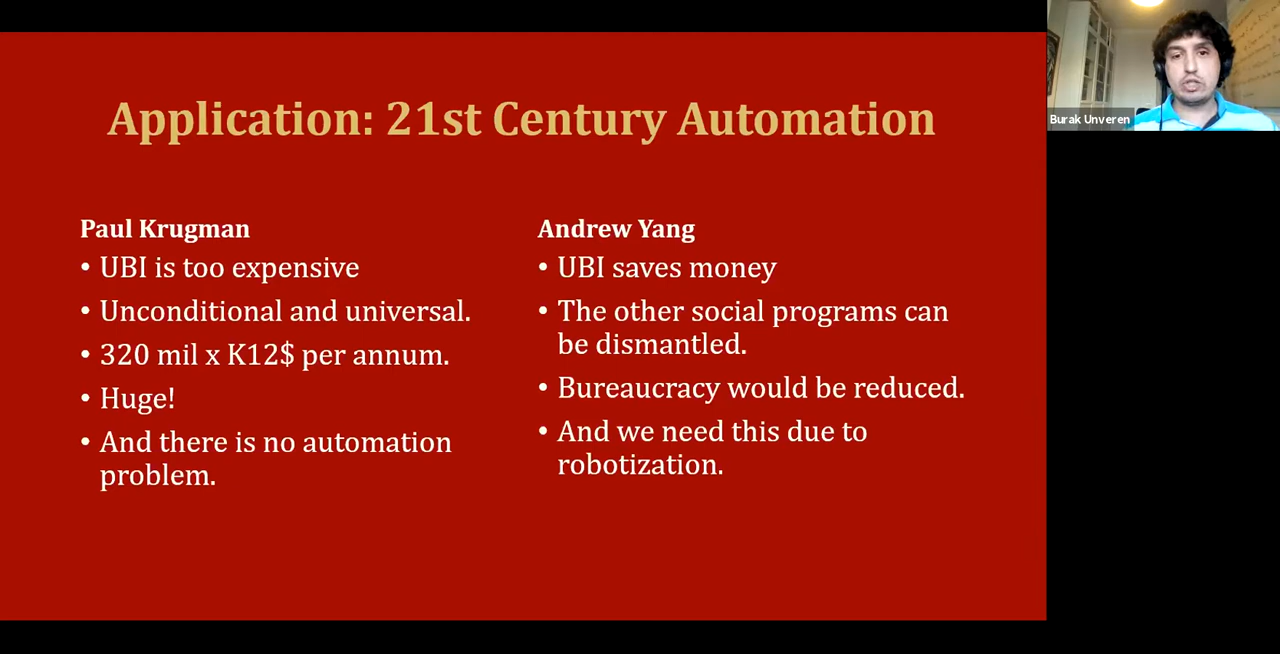 Application: 21st Century Automation
Paul Krugman
• UBI is too expensive
• Unconditional and universal.
• 320 mil x K12$ per annum.
• Huge!
• And there is no automation
problem.
Andrew Yang
• UBI saves money
• The other social programs can
be dismantled.
• Bureaucracy would be reduced.
• And we need this due to
robotization.
Burak Unveren